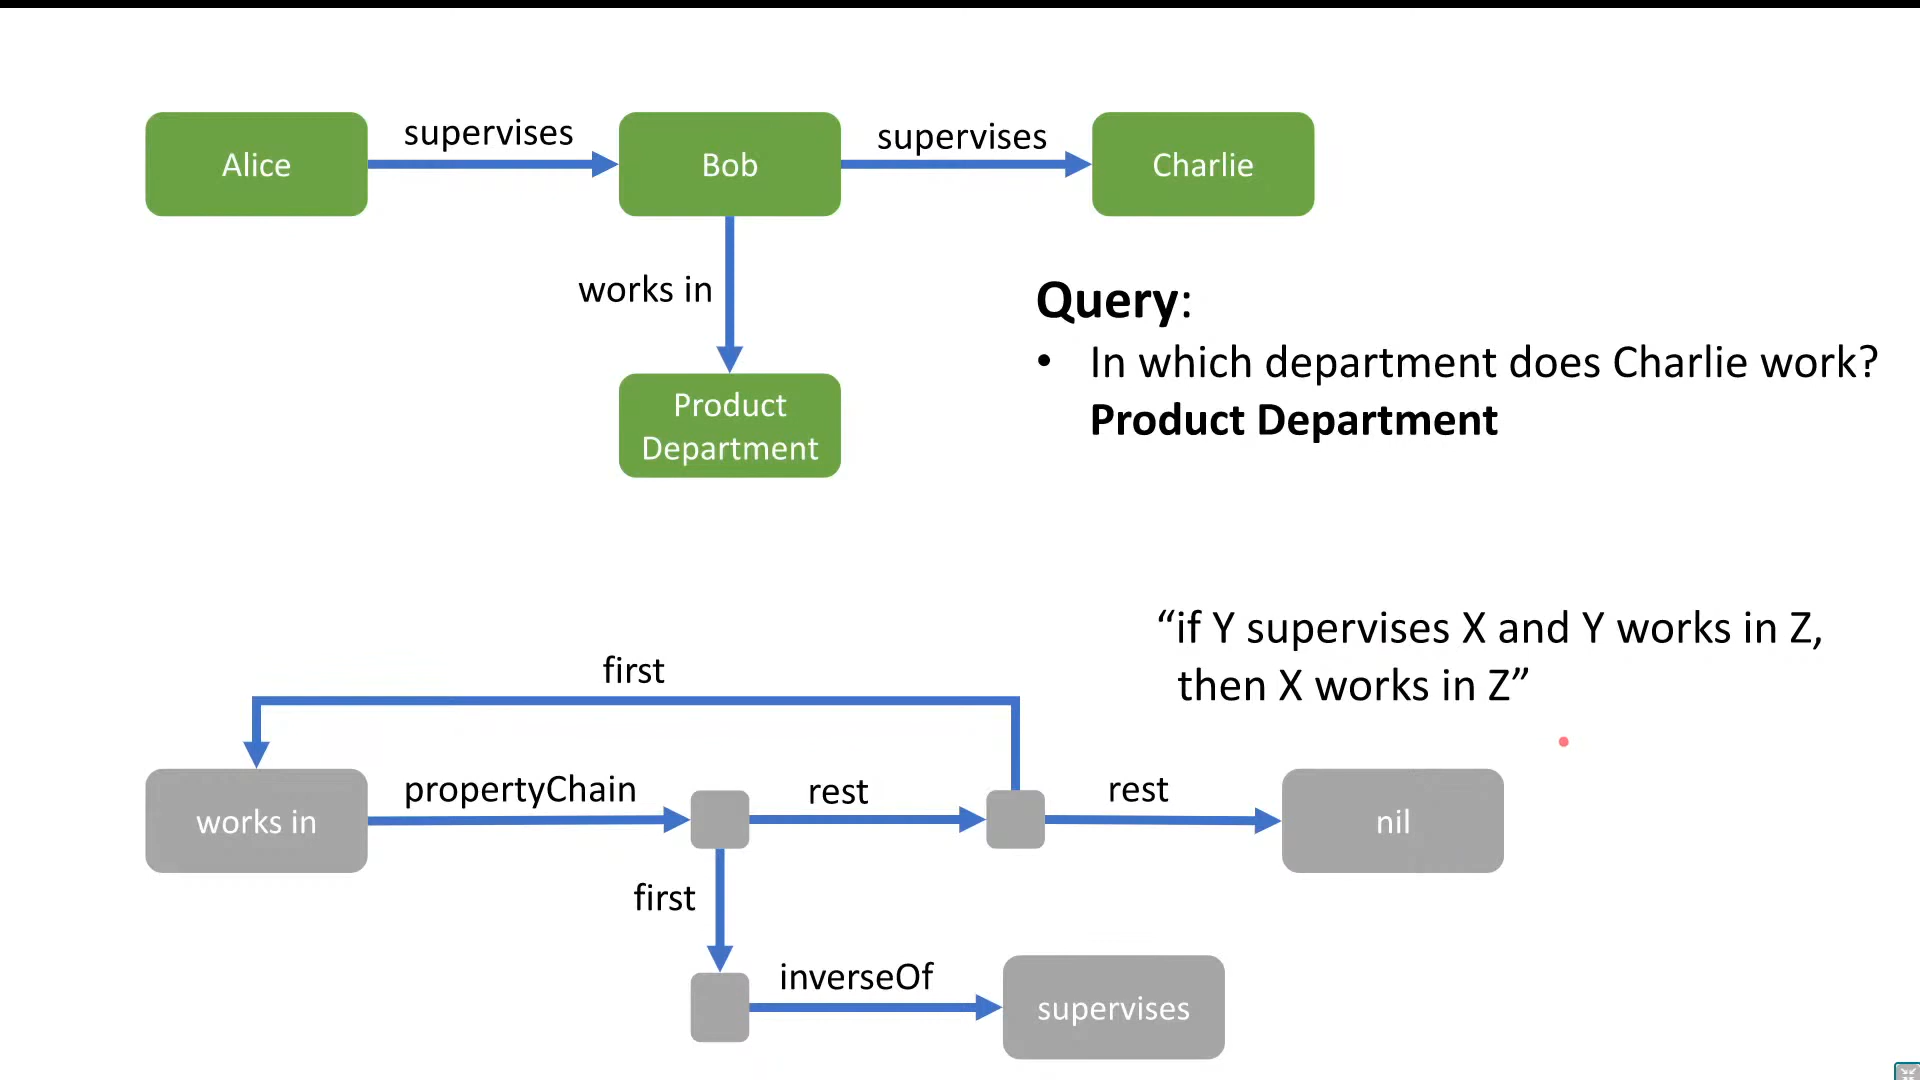 supervises
supervises
Alice
Bob
Charlie
works in
Query:
• In which department does Charlie work?
Product Department
Product
Department
“if Y supervises X and Y works in Z,
then X works in Z”
first
propertyChain
rest
rest
works in
nil
first
inverseOf
supervises